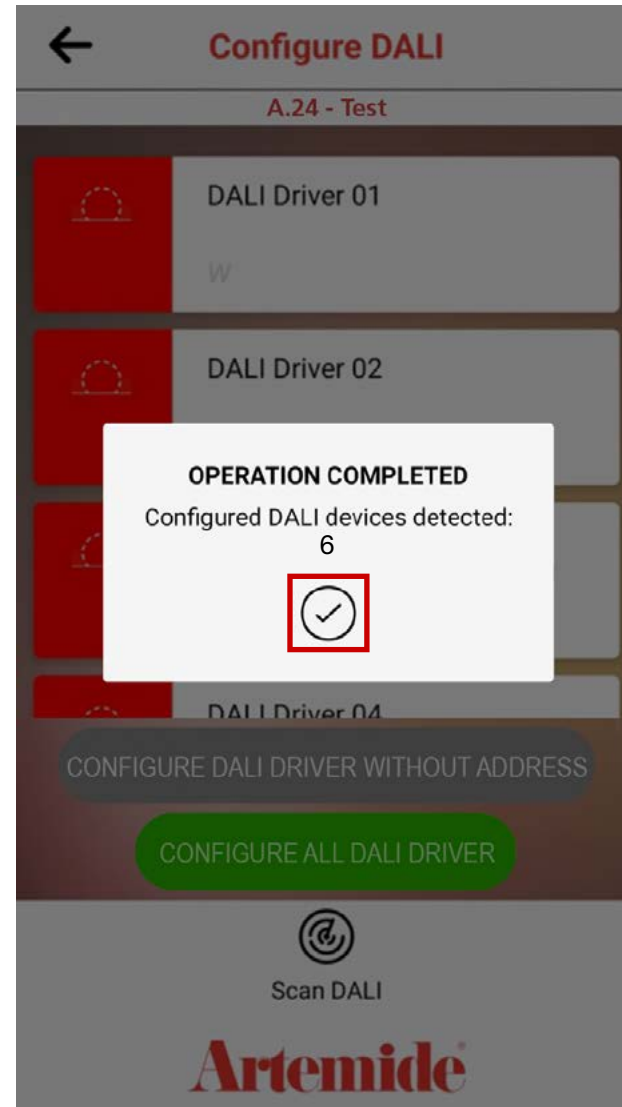 Configure DALI
A.24 - Test
DALI Driver 01
W
DALI Driver 02
OPERATION COMPLETED
Configured DALI devices detected:
6
DALI Driver 04
CONFIGURE DALI DRIVER WITHOUT ADDRESS
CONFIGURE ALL DALI DRIVER
Scan DALI
Artemide